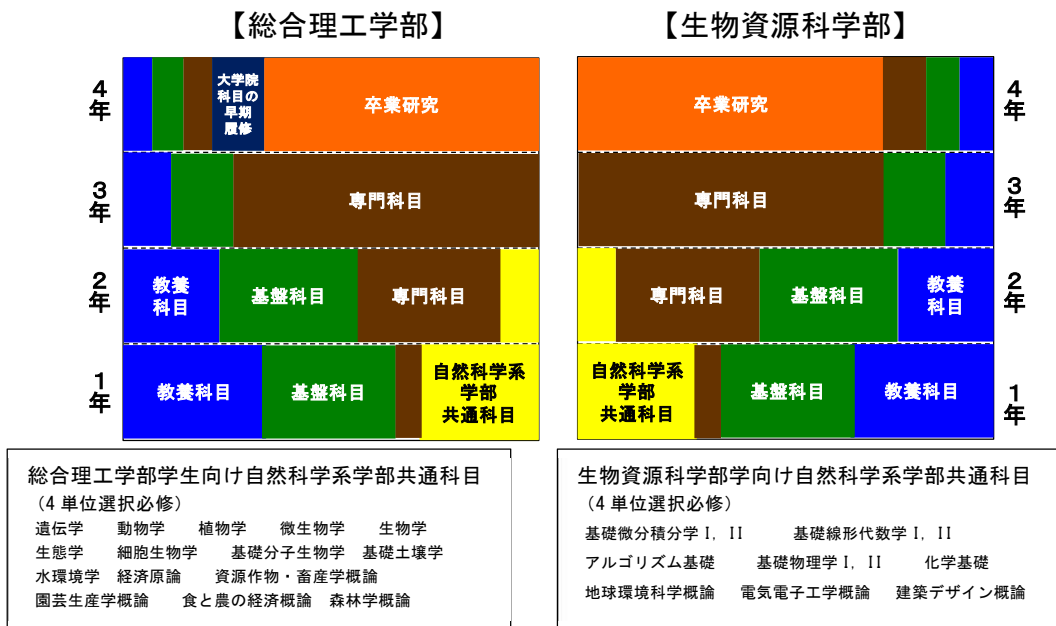 【総合理工学部】
4年
大学院
科目の
早期
履修
卒業研究
3年
専門科目
2年
教養
科目
基盤科目
専門科目
1年
教養科目
基盤科目
自然科学系
学部
共通科目
【生物資源科学部】
卒業研究
4年
専門科目
3年
専門科目
基盤科目
教養
科目
2年
自然科学系
学部
共通科目
基盤科目
教養科目
1年
総合理工学部学生向け自然科学系学部共通科目
（4 単位選択必修）
遺伝学 動物学 植物学 微生物学 生物学
生態学 細胞生物学 基礎分子生物学 基礎土壌学
水環境学 経済原論 資源作物・畜産学概論
園芸生産学概論 食と農の経済概論 森林学概論
生物資源科学部学向け自然科学系学部共通科目
（4 単位選択必修）
基礎微分積分学 I, II 基礎線形代数学 I, II
アルゴリズム基礎 基礎物理学 I, II 化学基礎
地球環境科学概論 電気電子工学概論 建築デザイン概論